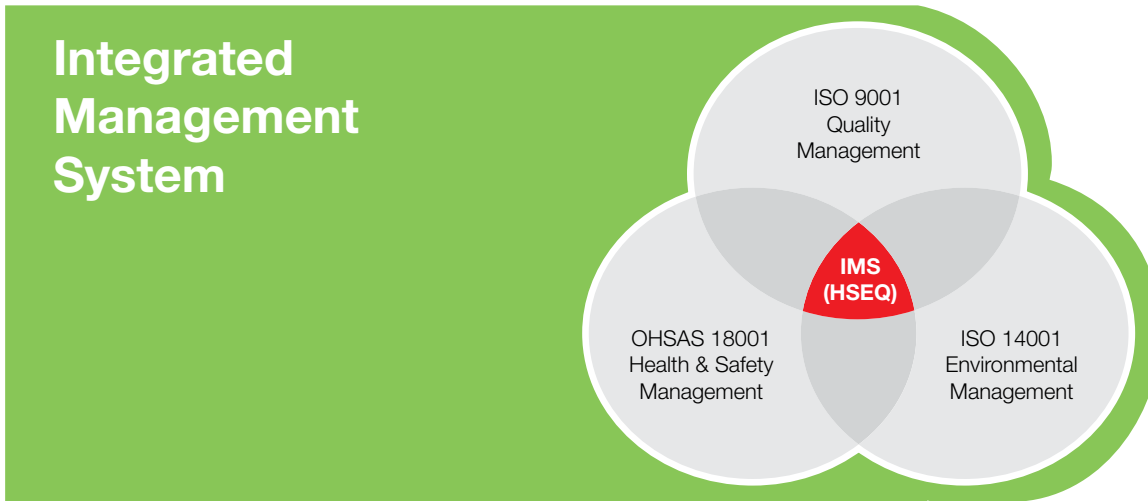 Integrated
Management
System
ISO 9001
Quality
Management
IMS
(HSEQ)
OHSAS 18001
Health & Safety
Management
ISO 14001
Environmental
Management